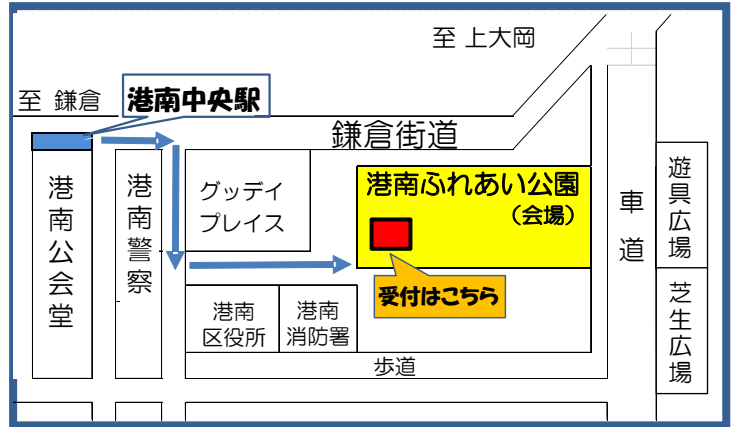 至 上大岡
至 鎌倉
港南中央駅
鎌倉街道
港南公会堂
港南警察
グッデイ
プレイス
港南ふれあい公園
（会場）
車道
遊具広場
受付はこちら
芝生広場
港南
区役所
港南
消防署
歩道